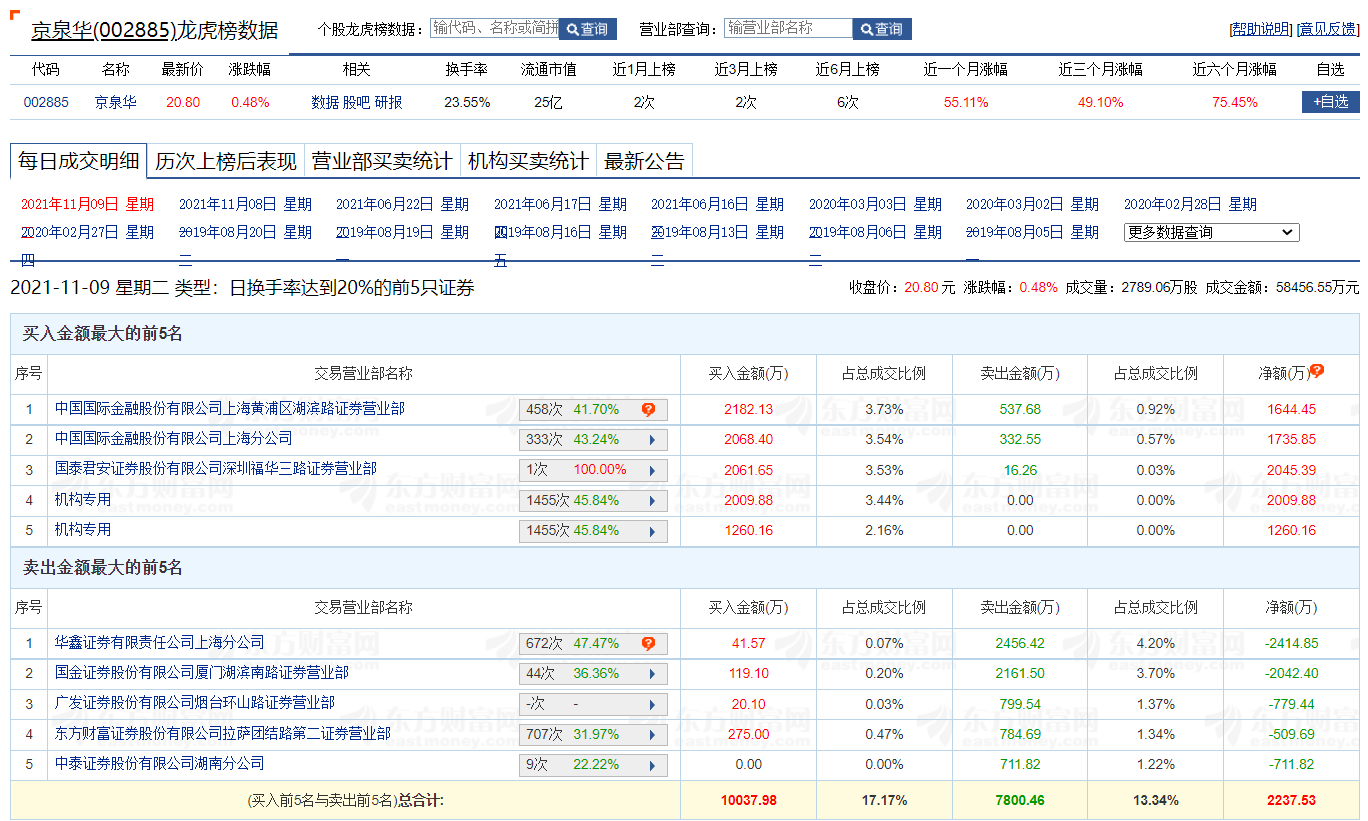 京泉华(002885)龙虎榜数据 个股龙虎榜数据： 输代码、名称或简拼 查询 营业部查询： 输营业部名称 查询 [帮助说明] [意见反馈]
代码 名称 最新价 涨跌幅 相关 换手率 流通市值 近1月上榜 近3月上榜 近6月上榜 近一个月涨幅 近三个月涨幅 近六个月涨幅 自选
002885 京泉华 20.80 0.48% 数据 股吧 研报 23.55% 25亿 2次 2次 6次 55.11% 49.10% 75.45% +自选
每日成交明细 历次上榜后表现 营业部买卖统计 机构买卖统计 最新公告
2021年11月09日 星期 2021年11月08日 星期 2021年06月22日 星期 2021年06月17日 星期 2021年06月16日 星期 2020年03月03日 星期 2020年03月02日 星期 2020年02月28日 星期
2020年02月27日 星期 2019年08月20日 星期 2019年08月19日 星期 2019年08月16日 星期 2019年08月13日 星期 2019年08月06日 星期 2019年08月05日 星期 更多数据查询
四 二 一 五 二 二 一
2021-11-09 星期二 类型：日换手率达到20%的前5只证券 收盘价：20.80 元 涨跌幅：0.48% 成交量：2789.06万股 成交金额：58456.55万元
买入金额最大的前5名
序号 交易营业部名称 买入金额(万) 占总成交比例 卖出金额(万) 占总成交比例 净额(万)
1 中国国际金融股份有限公司上海黄浦区湖滨路证券营业部 458次 41.70% 2182.13 3.73% 537.68 0.92% 1644.45
2 中国国际金融股份有限公司上海分公司 333次 43.24% 2068.40 3.54% 332.55 0.57% 1735.85
3 国泰君安证券股份有限公司深圳福华三路证券营业部 1次 100.00% 2061.65 3.53% 16.26 0.03% 2045.39
4 机构专用 1455次 45.84% 2009.88 3.44% 0.00 0.00% 2009.88
5 机构专用 1455次 45.84% 1260.16 2.16% 0.00 0.00% 1260.16
卖出金额最大的前5名
序号 交易营业部名称 买入金额(万) 占总成交比例 卖出金额(万) 占总成交比例 净额(万)
1 华鑫证券有限责任公司上海分公司 672次 47.47% 41.57 0.07% 2456.42 4.20% -2414.85
2 国金证券股份有限公司厦门湖滨南路证券营业部 44次 36.36% 119.10 0.20% 2161.50 3.70% -2042.40
3 广发证券股份有限公司烟台环山路证券营业部 -次 - 20.10 0.03% 799.54 1.37% -779.44
4 东方财富证券股份有限公司拉萨团结路第二证券营业部 707次 31.97% 275.00 0.47% 784.69 1.34% -509.69
5 中泰证券股份有限公司湖南分公司 9次 22.22% 0.00 0.00% 711.82 1.22% -711.82
(买入前5名与卖出前5名)总合计: 10037.98 17.17% 7800.46 13.34% 2237.53